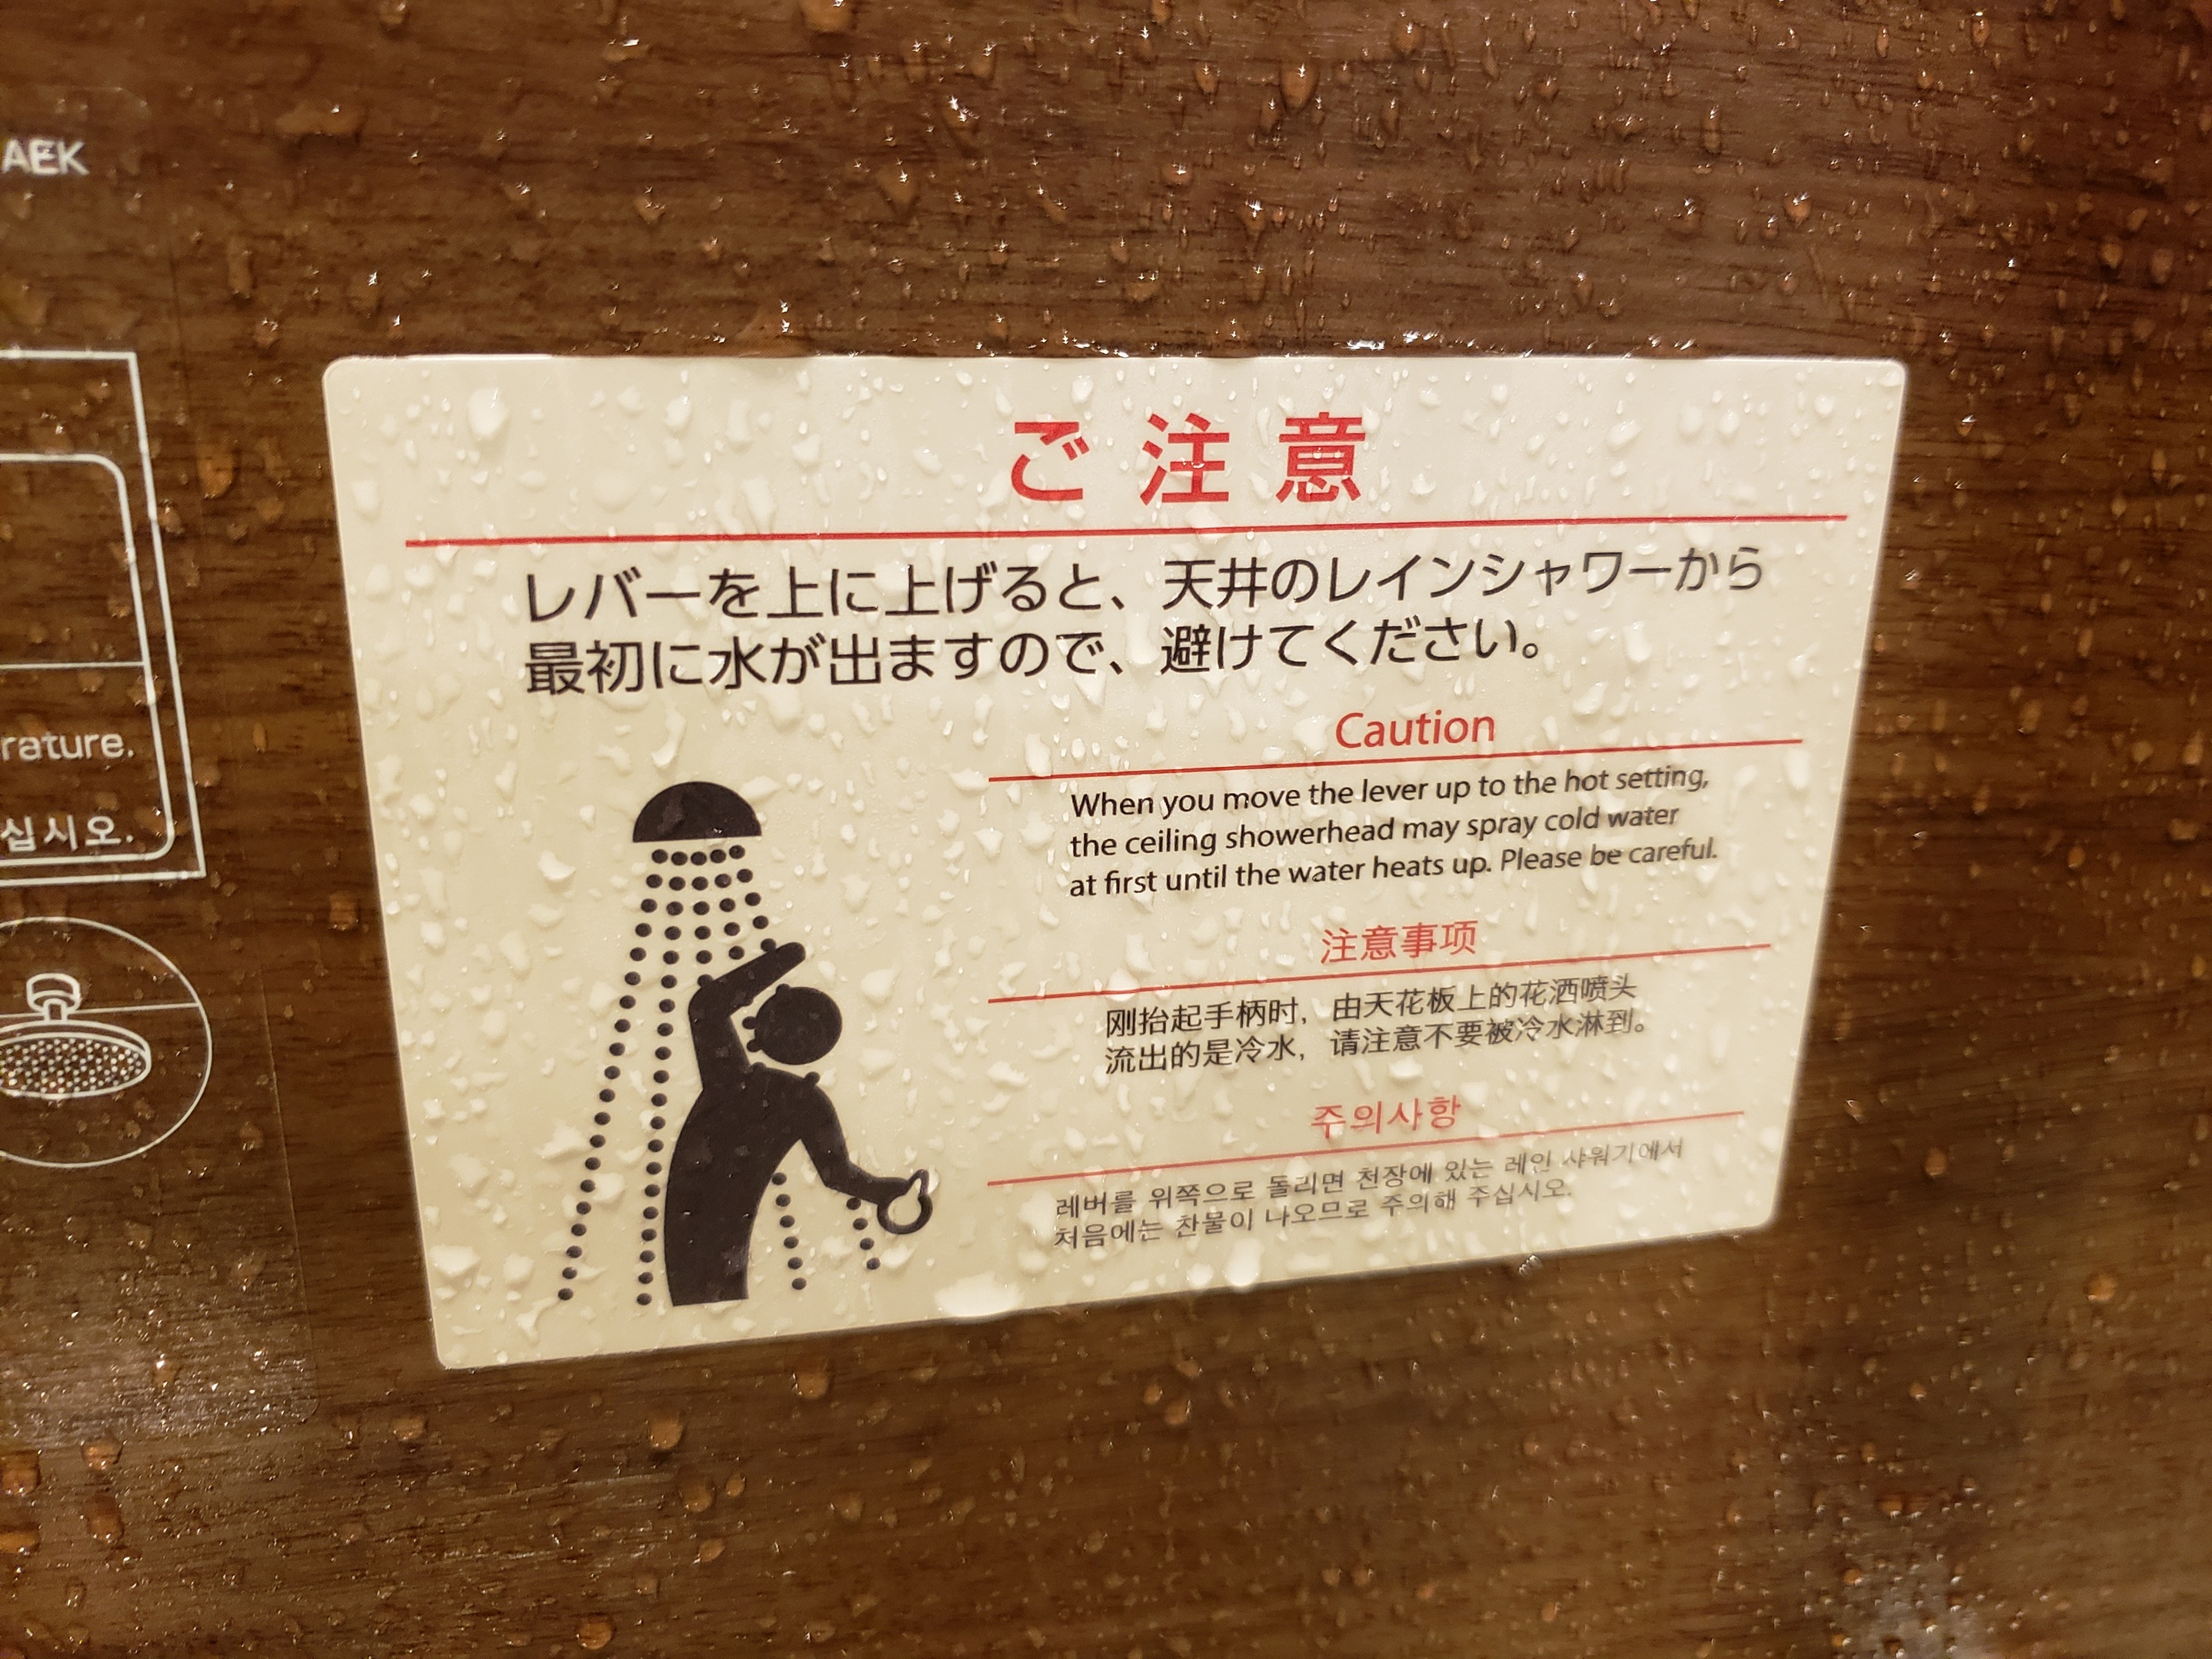 AEK
rature.
십시오.
ご注意
レバーを上に上げると、天井のレインシャワーから
最初に水が出ますので、避けてください。
Caution
When you move the lever up to the hot setting,
the ceiling showerhead may spray cold water
at first until the water heats up. Please be careful.
注意事项
刚抬起手柄时，由天花板上的花洒喷头
流出的是冷水，请注意不要被冷水淋到。
주의사항
레버를 위쪽으로 돌리면 천장에 있는 레인 샤워기에서
처음에는 찬물이 나오므로 주의해 주십시오.